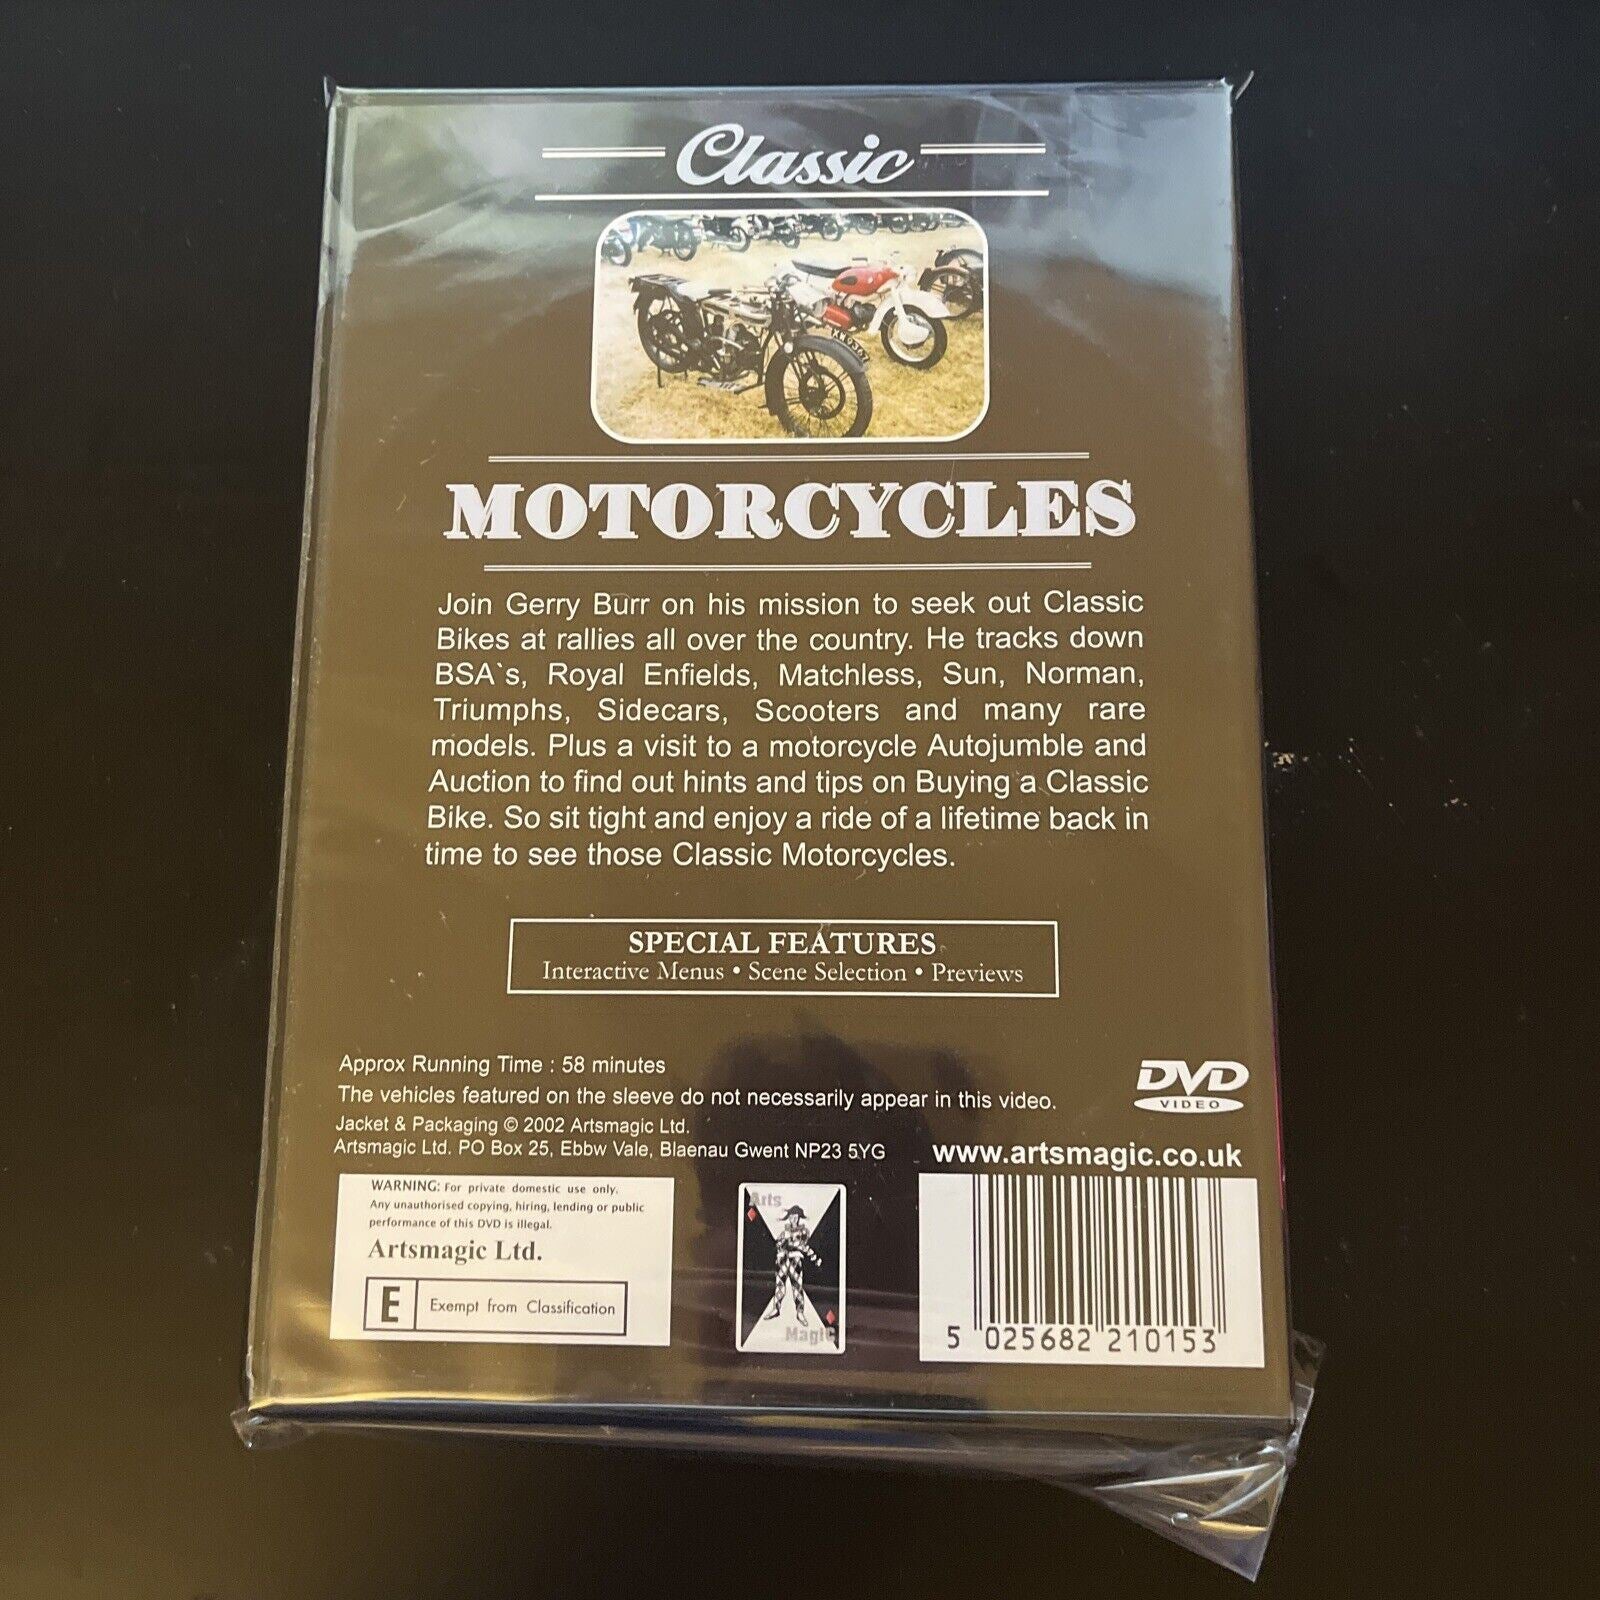 Classic
XW9367
MOTORCYCLES
Join Gerry Burr on his mission to seek out Classic
Bikes at rallies all over the country. He tracks down
BSA`s, Royal Enfields, Matchless, Sun, Norman,
Triumphs, Sidecars, Scooters and many rare
models. Plus a visit to a motorcycle Autojumble and
Auction to find out hints and tips on Buying a Classic
Bike. So sit tight and enjoy a ride of a lifetime back in
time to see those Classic Motorcycles.
SPECIAL FEATURES
Interactive Menus • Scene Selection • Previews
Approx Running Time : 58 minutes
The vehicles featured on the sleeve do not necessarily appear in this video.
Jacket & Packaging © 2002 Artsmagic Ltd.
Artsmagic Ltd. PO Box 25, Ebbw Vale, Blaenau Gwent NP23 5YG
DVD
VIDEO
www.artsmagic.co.uk
WARNING: For private domestic use only.
Any unauthorised copying, hiring, lending or public
performance of this DVD is illegal.
Artsmagic Ltd.
E Exempt from Classification
Arts
Magic
5 025682 210153